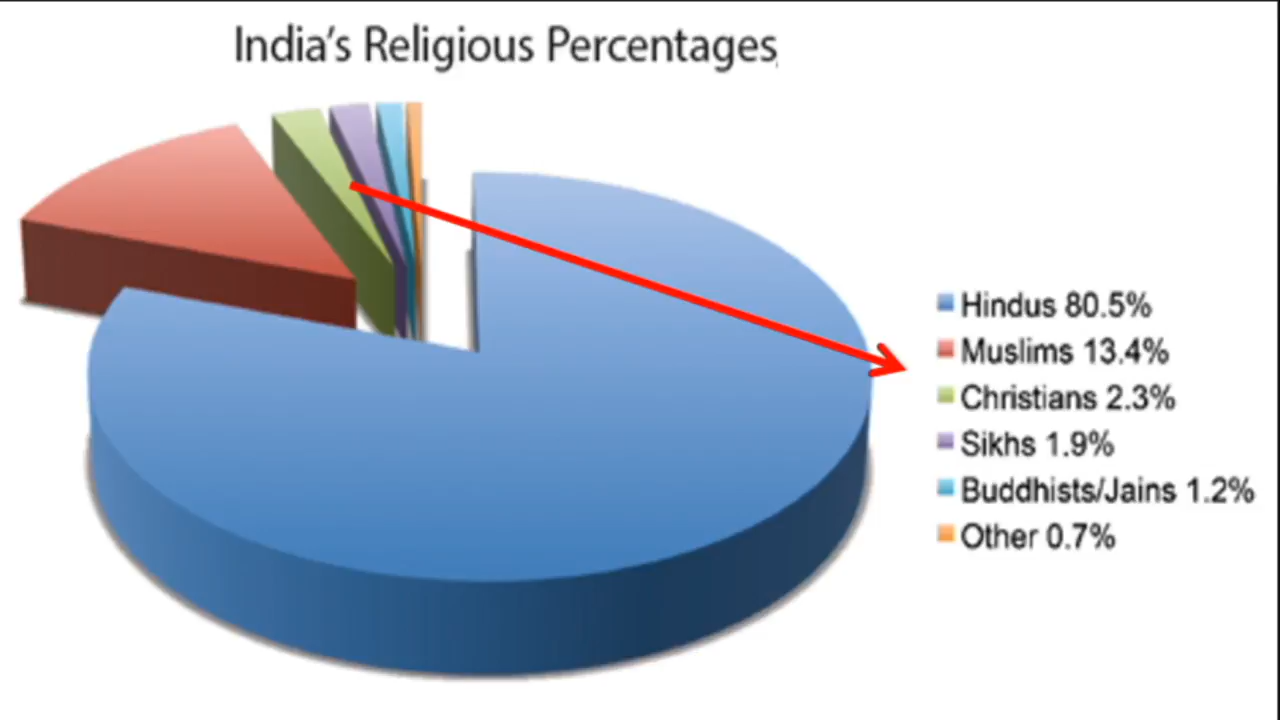 India's Religious Percentages
Hindus 80.5%
Muslims 13.4%
Christians 2.3%
Sikhs 1.9%
Buddhists/Jains 1.2%
Other 0.7%